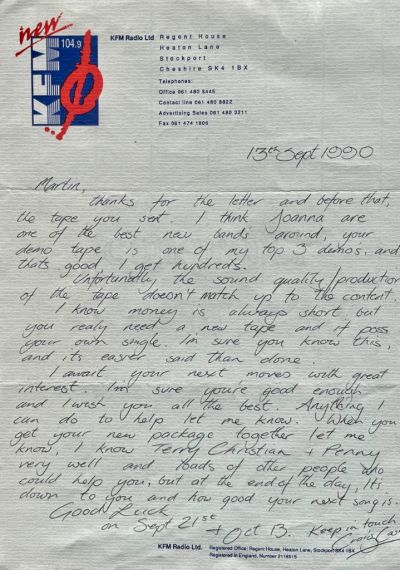 new
KFM 104.9
KFM Radio Ltd
Regent House
Heaton Lane
Stockport
Cheshire SK4 1BX
Telephones:
Office 061 480 5445
Contact line 061 480 8822
Advertising Sales 061 480 3211
Fax 061 474 1806
13th Sept 1990
Martin,
thanks for the letter and before that,
the tape you sent. I think Joanna are
one of the best new bands around, your
demo tape is one of my top 3 demos, and
thats good I get hundreds.
Unfortunatly the sound quality/production
of the tape doesn't match up to the content.
I know money is always short but
you realy need a new tape and if poss
your own single. I'm sure you know this,
and its easier said than done.
I await your next moves with great
interest. I'm sure you're good enough
and I wish you all the best. Anything I
can do to help let me know. When you
get your new package together let me
know, I know Terry Christian + Penny
very well and loads of other people who
could help you, but at the end of the day, Its
down to you and how good your next song is.
Good Luck
on Sept 21st + Oct 13. Keep in touch
Craig
KFM Radio Ltd. Registered Office: Regent House, Heaton Lane, Stockport SK4 1BX
Registered in England, Number 2118515